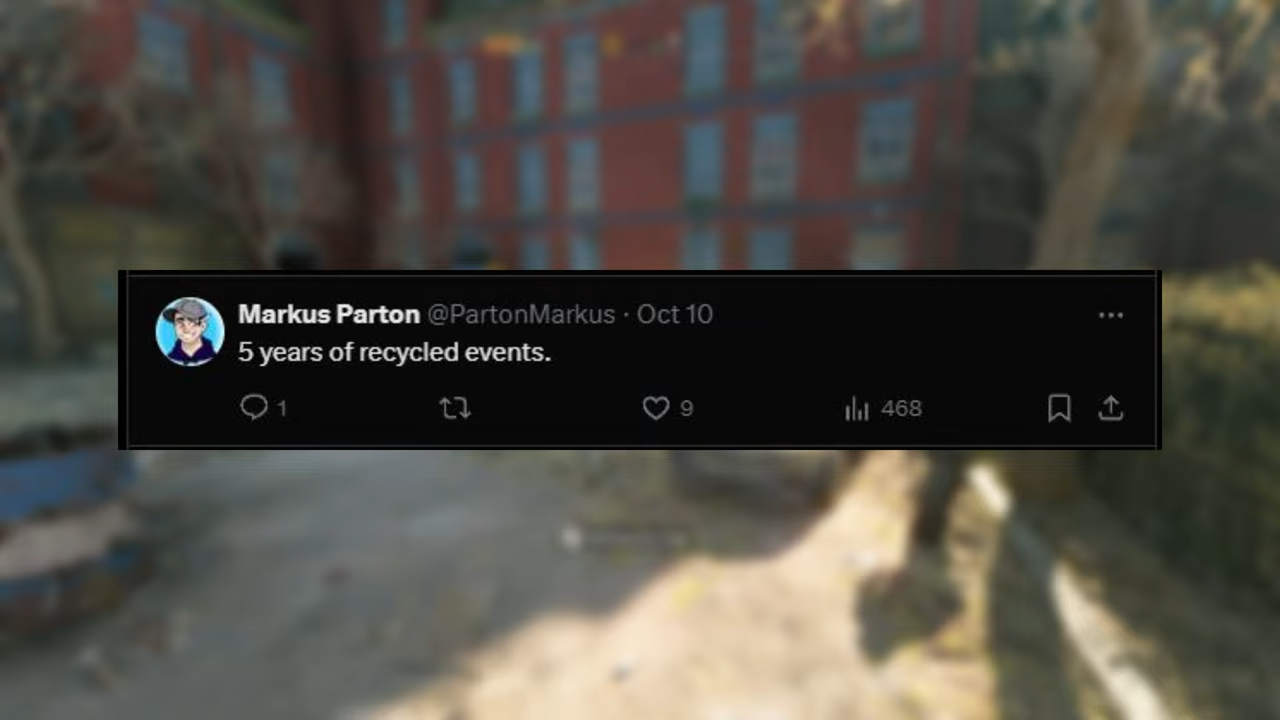 Markus Parton @PartonMarkus · Oct 10
5 years of recycled events.
1 9 468